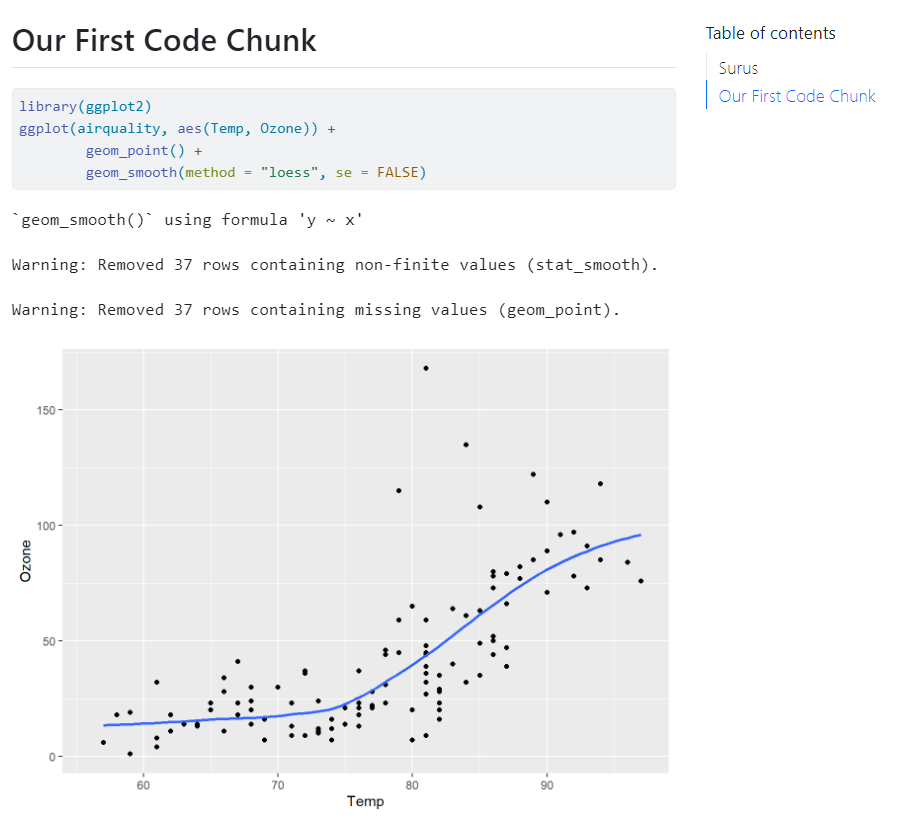 Our First Code Chunk
Table of contents
Surus
Our First Code Chunk
library(ggplot2)
ggplot(airquality, aes(Temp, Ozone)) +
        geom_point() +
        geom_smooth(method = "loess", se = FALSE)
`geom_smooth()` using formula 'y ~ x'
Warning: Removed 37 rows containing non-finite values (stat_smooth).
Warning: Removed 37 rows containing missing values (geom_point).
150
100
50
0
Ozone
60 70 80 90
Temp